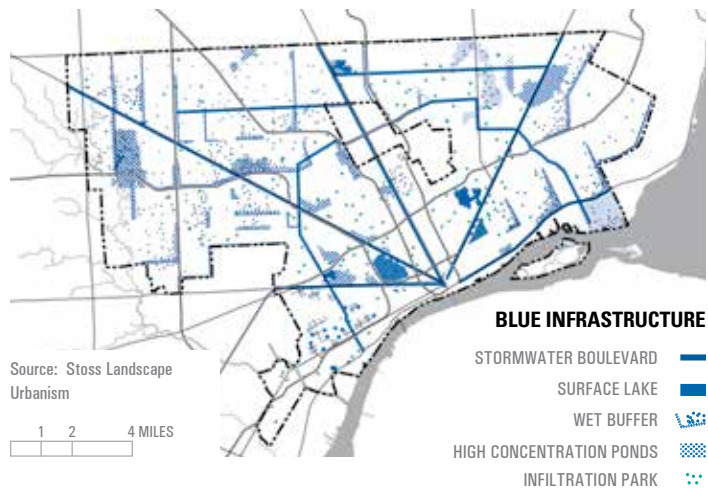 BLUE INFRASTRUCTURE
STORMWATER BOULEVARD
SURFACE LAKE
WET BUFFER
HIGH CONCENTRATION PONDS
INFILTRATION PARK
Source: Stoss Landscape
Urbanism
1 2 4 MILES